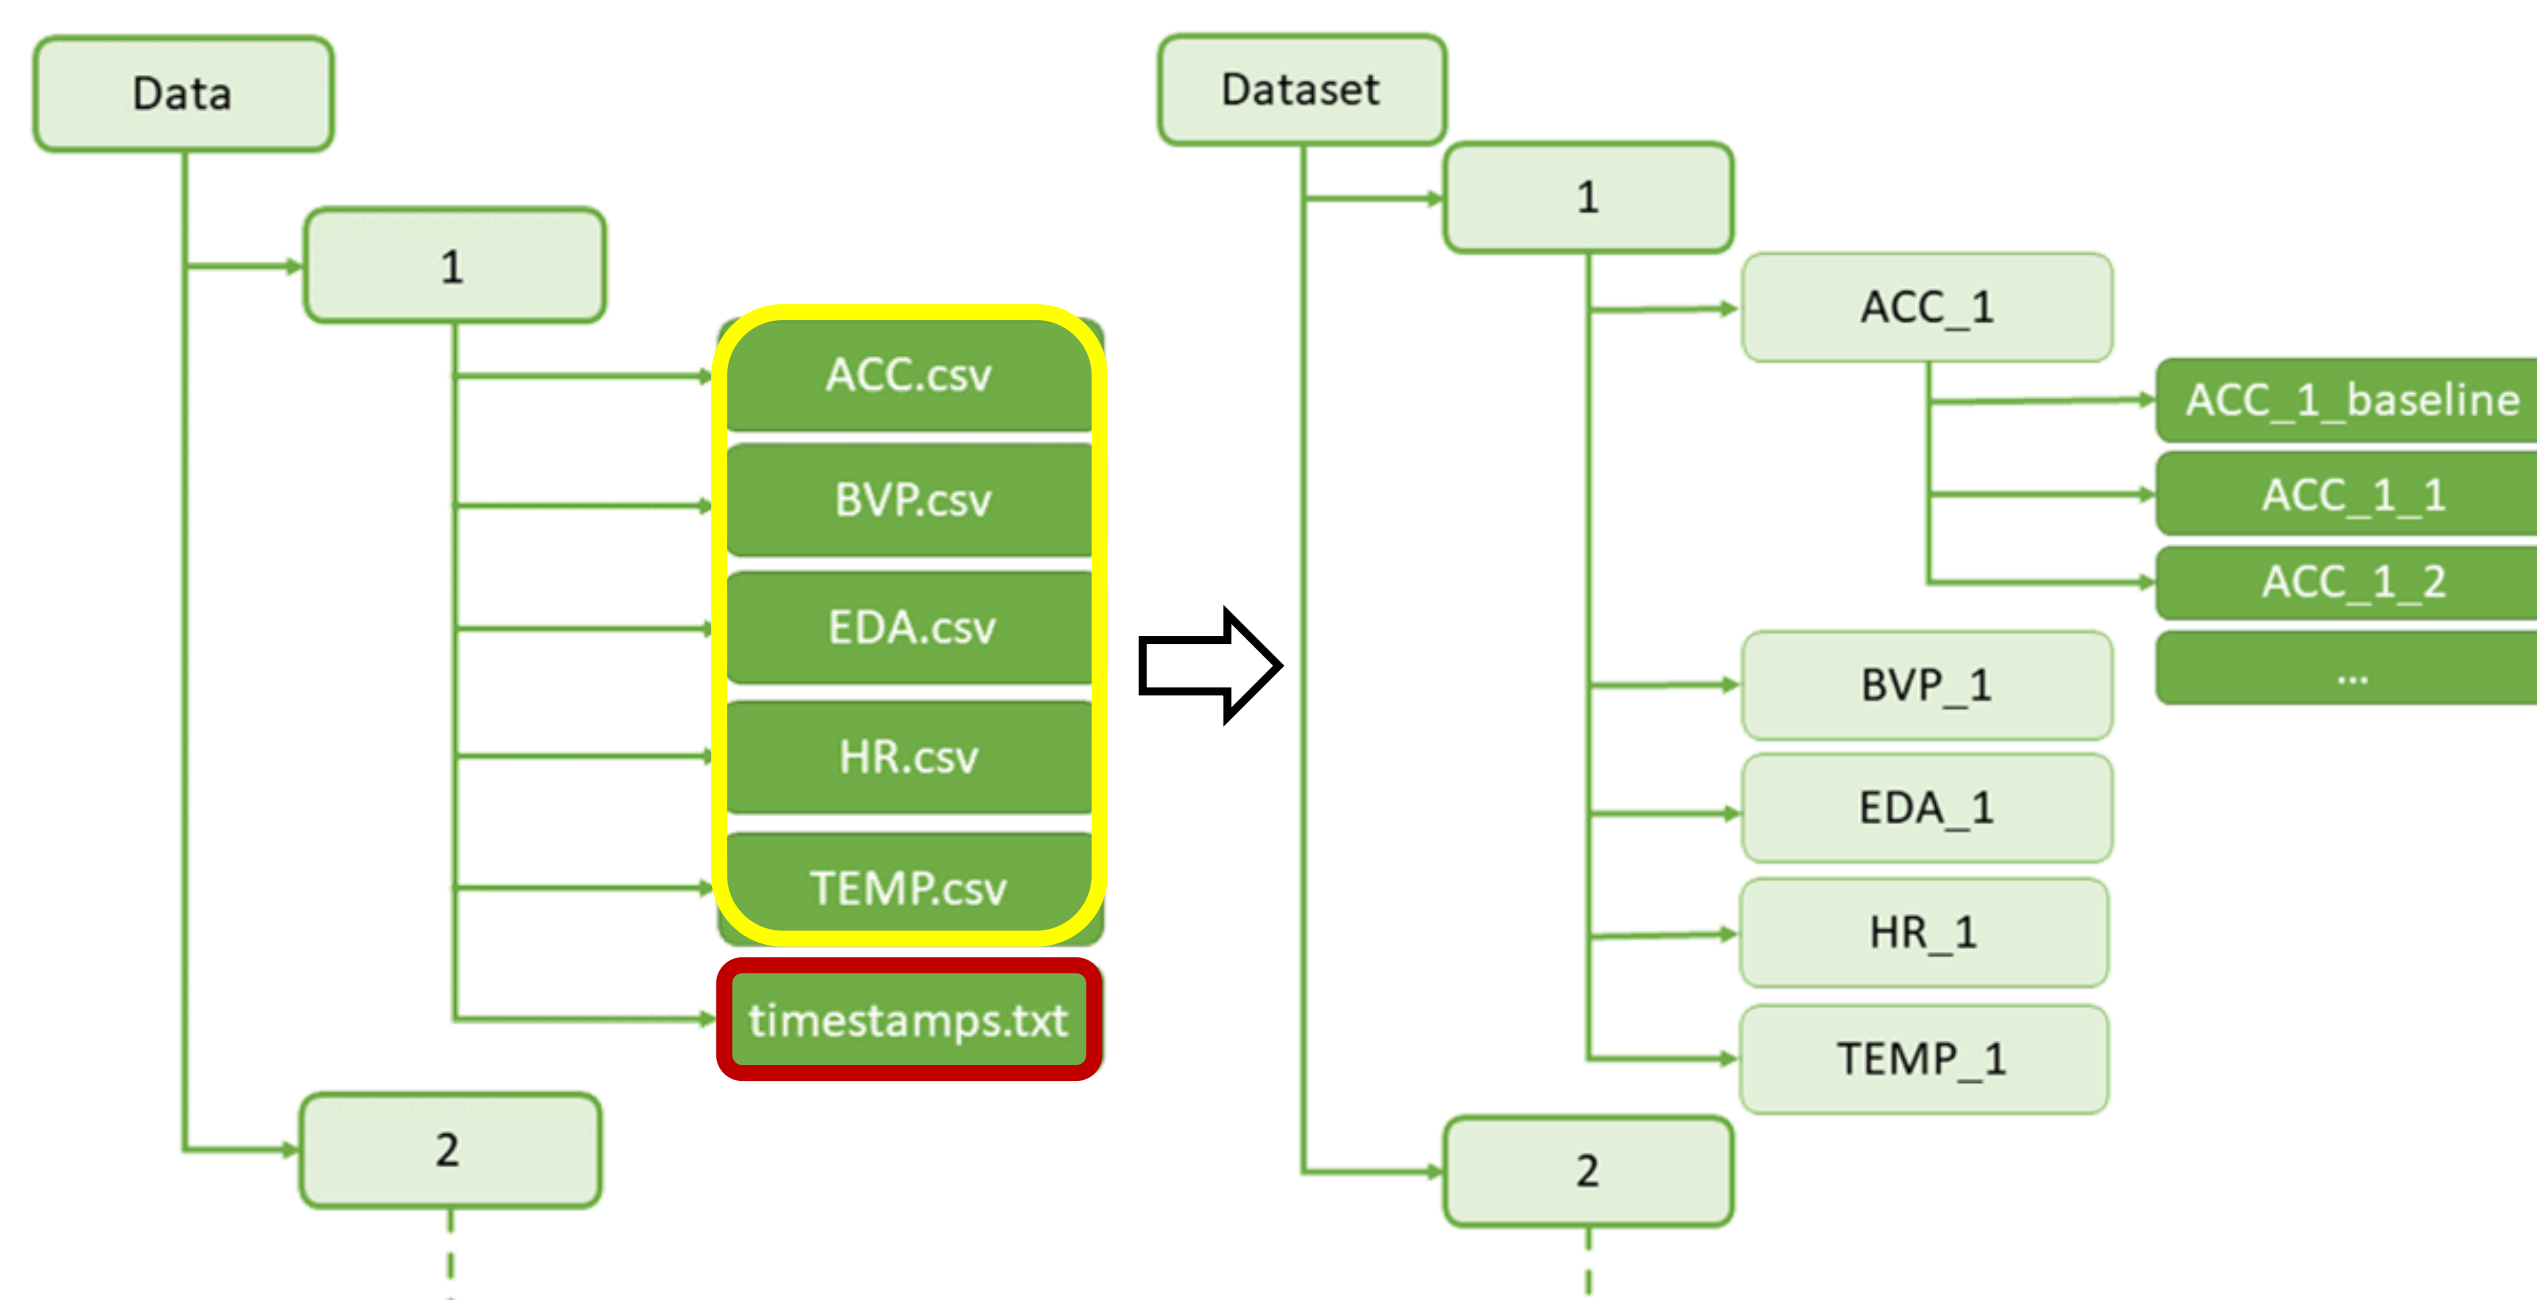 Data
1
ACC.csv
BVP.csv
EDA.csv
HR.csv
TEMP.csv
timestamps.txt
2
Dataset
1
ACC_1
ACC_1_baseline
ACC_1_1
ACC_1_2
...
BVP_1
EDA_1
HR_1
TEMP_1
2